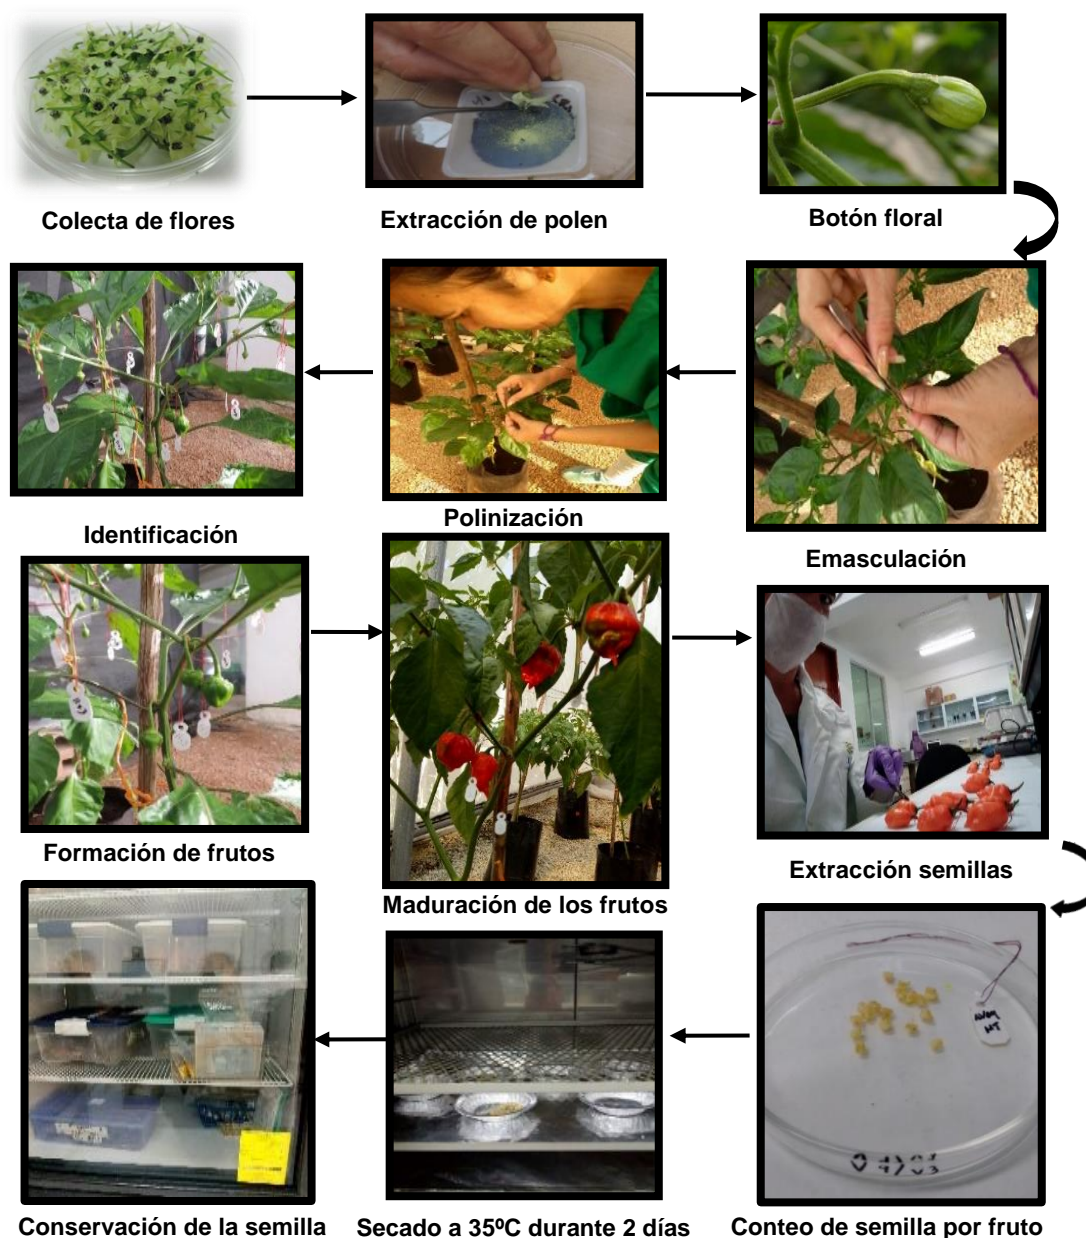 Colecta de flores
Extracción de polen
Botón floral
Emasculación
Polinización
Identificación
Formación de frutos
Maduración de los frutos
Extracción semillas
Conteo de semilla por fruto
Secado a 35ºC durante 2 días
Conservación de la semilla